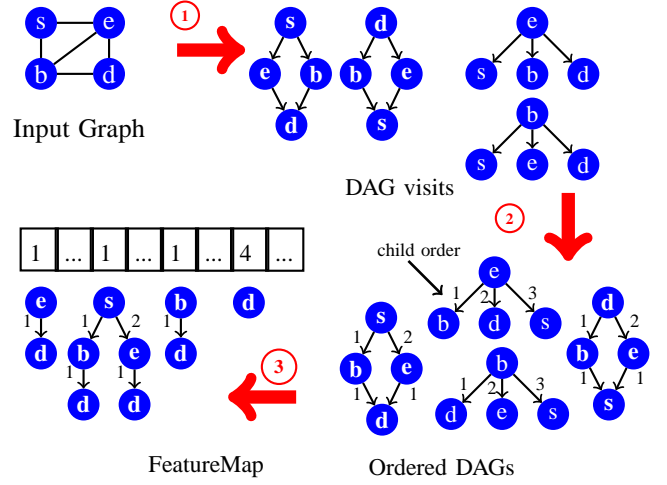 s e
b d
Input Graph
1
s
e b
d
d
b e
s
e
s b d
b
s e d
DAG visits
2
1 ... 1 ... 1 ... 4 ...
e
1
d
s
1 2
b e
1 1
d d
b
1
d
d
FeatureMap
3
child order
e
1 2 3
b d s
s
1 2
b e
1 1
d
b
1 2 3
d e s
d
1 2
b e
1 1
s
Ordered DAGs